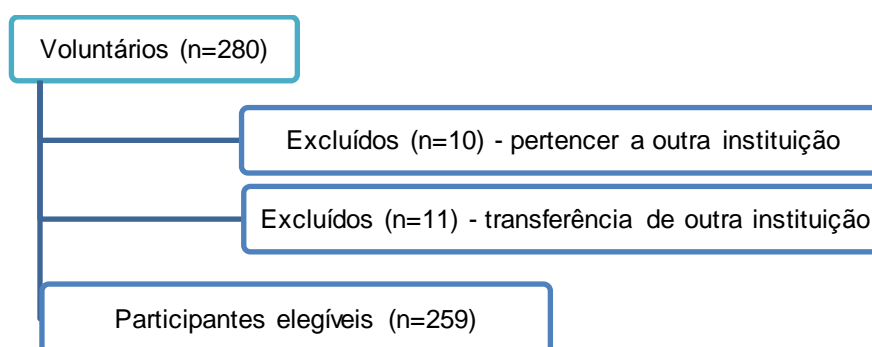 Voluntários (n=280)
Excluídos (n=10) - pertencer a outra instituição
Excluídos (n=11) - transferência de outra instituição
Participantes elegíveis (n=259)